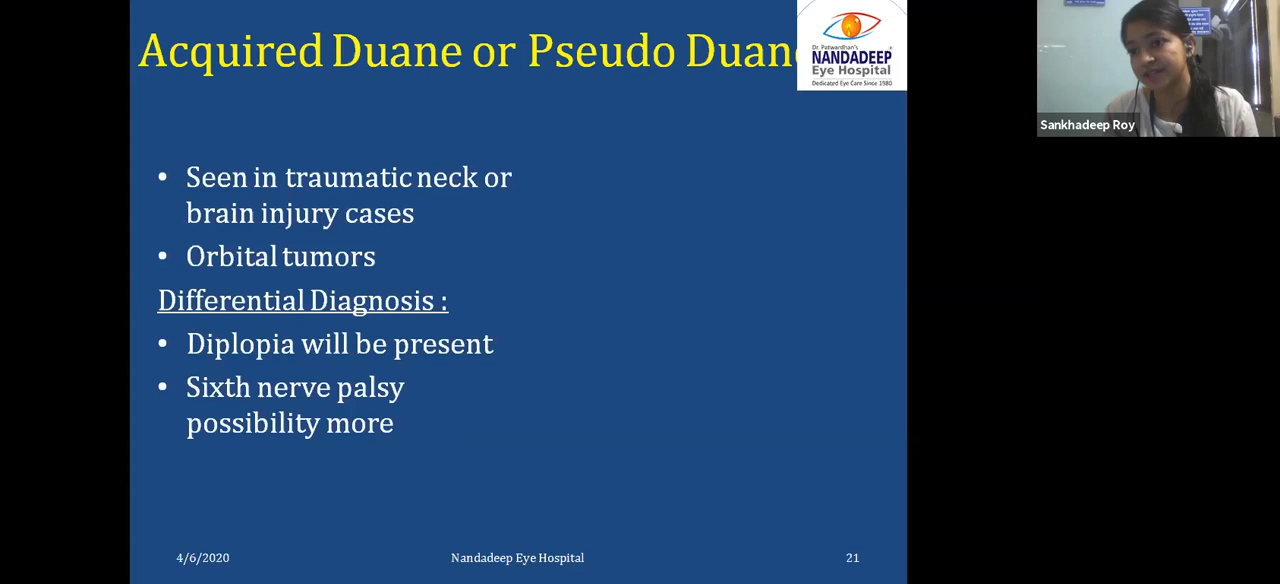 Acquired Duane or Pseudo Duan
Dr. Patwardhan's
NANDADEEP
Eye Hospital
Dedicated Eye Care Since 1980
Sankhadeep Roy
• Seen in traumatic neck or
brain injury cases
• Orbital tumors
Differential Diagnosis :
• Diplopia will be present
• Sixth nerve palsy
possibility more
4/6/2020
Nandadeep Eye Hospital
21